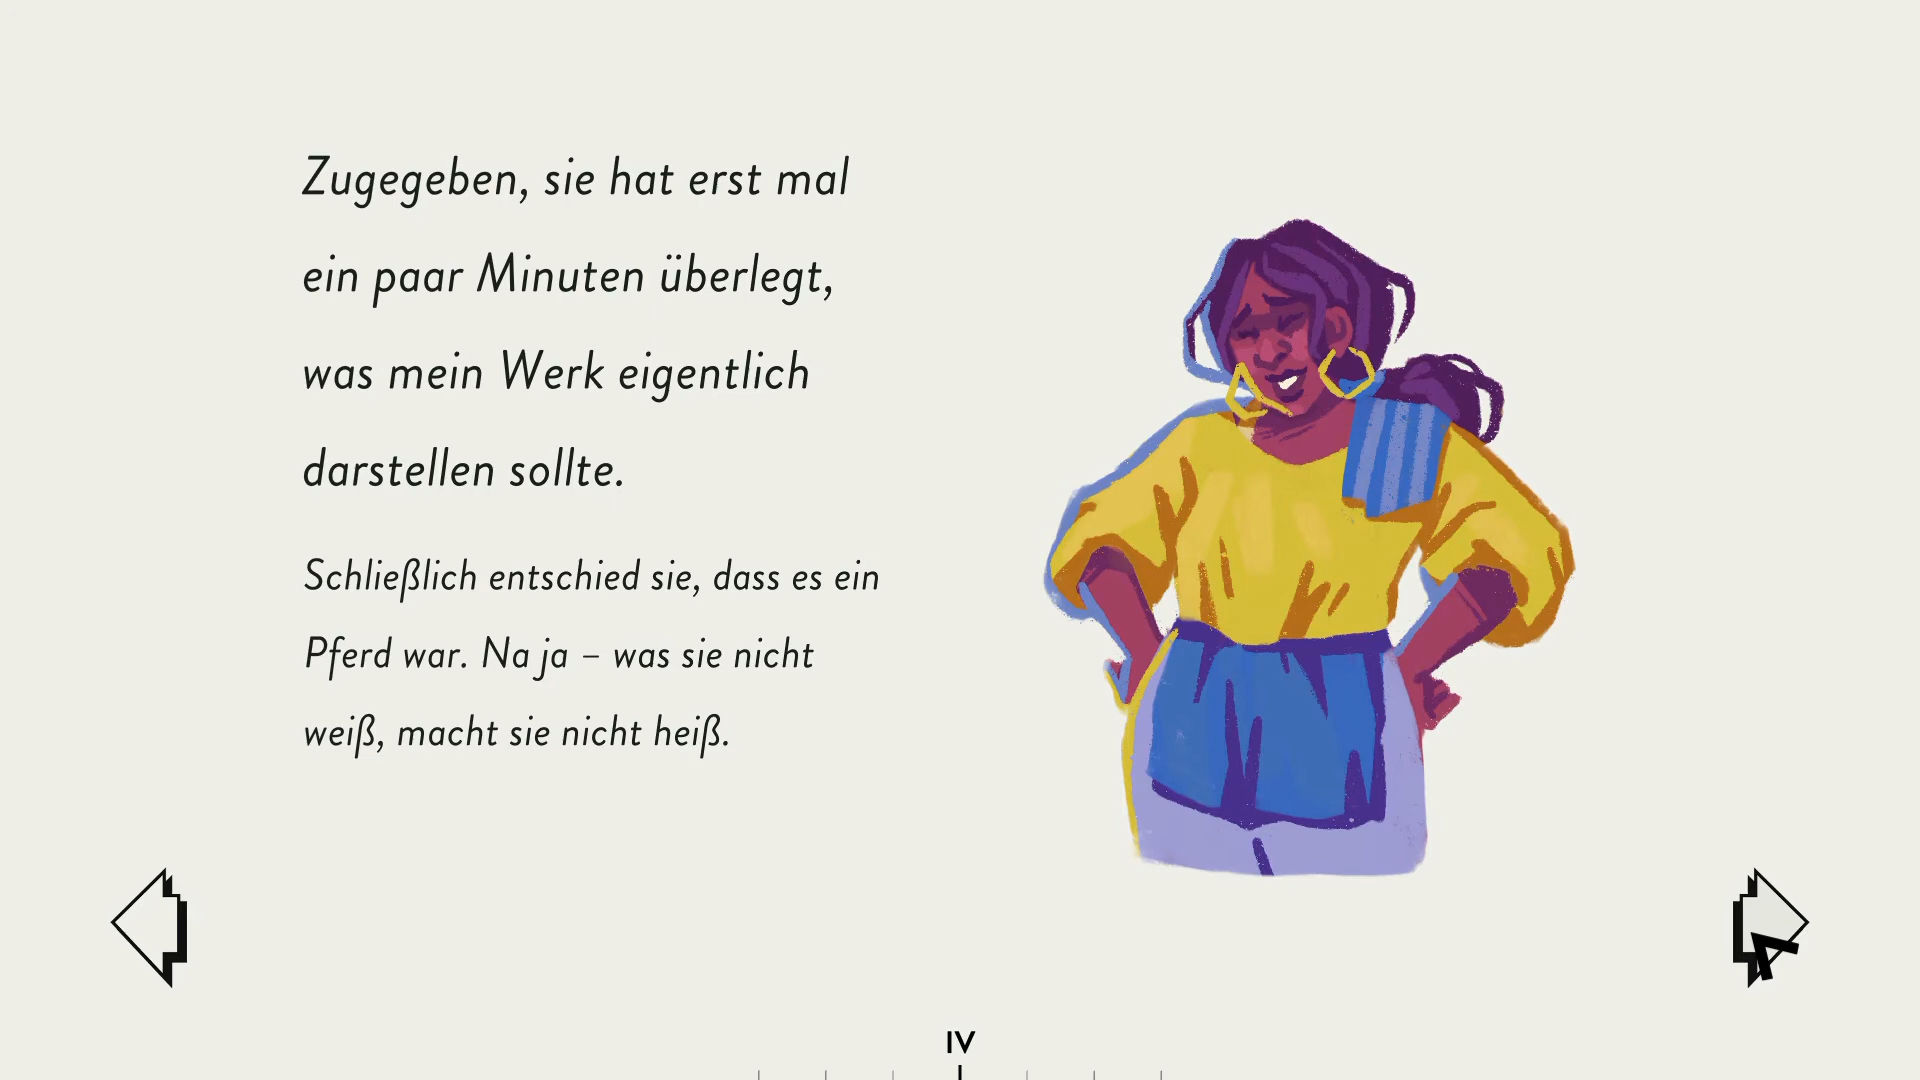 Zugegeben, sie hat erst mal
ein paar Minuten überlegt,
was mein Werk eigentlich
darstellen sollte.
Schließlich entschied sie, dass es ein
Pferd war. Na ja – was sie nicht
weiß, macht sie nicht heiß.
IV